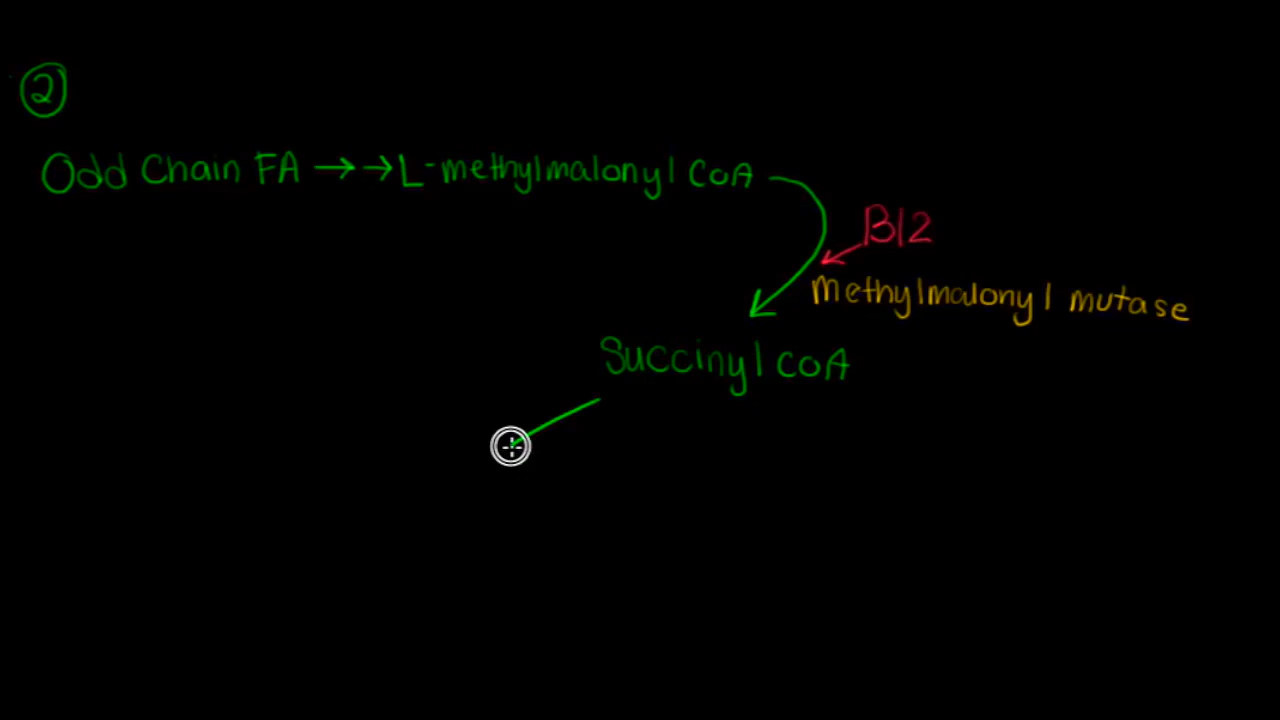 2
Odd Chain FA →→ L-methylmalonyl CoA
B12
Methylmalonyl mutase
Succinyl CoA